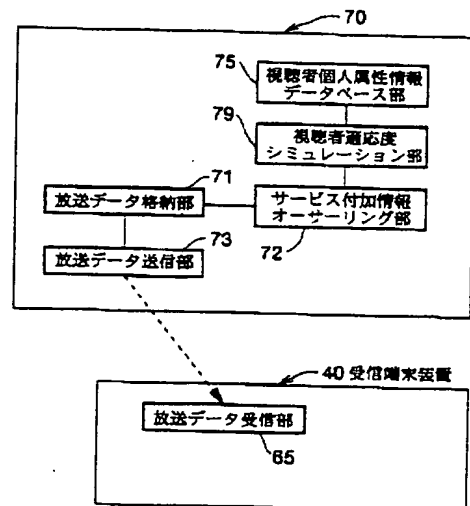 70
75
視聴者個人属性情報
データベース部
79
視聴者適応度
シミュレーション部
71
放送データ格納部
サービス付加情報
オーサーリング部
72
73
放送データ送信部
40 受信端末装置
放送データ受信部
65